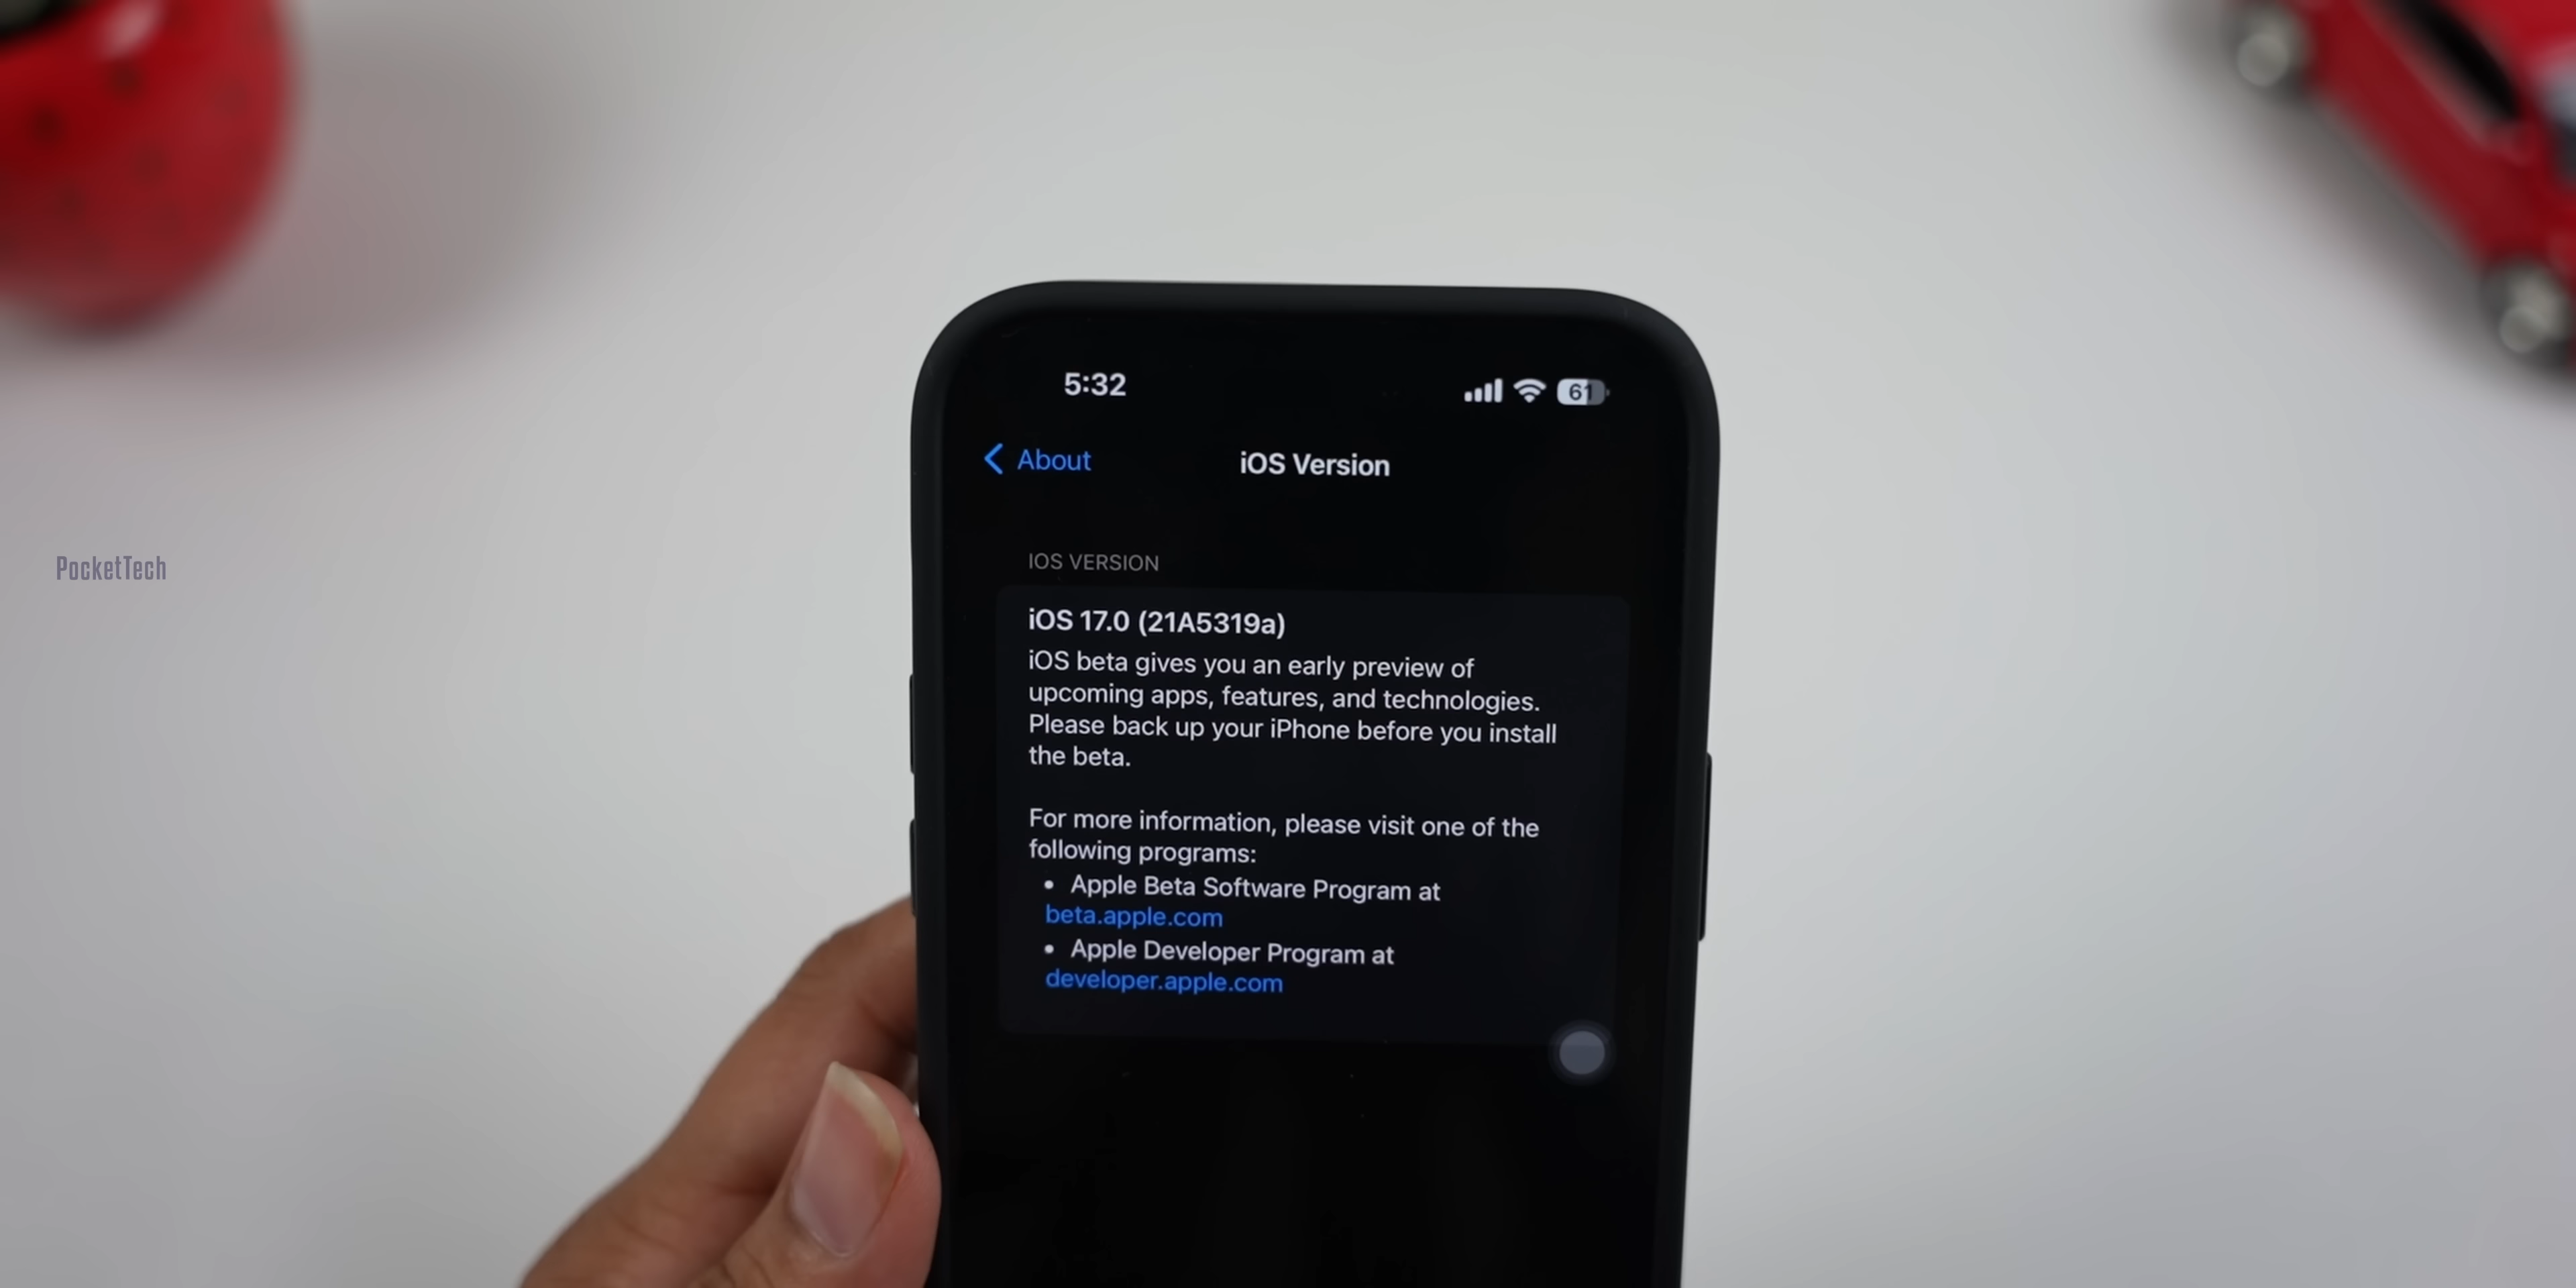 5:32
61
About
iOS Version
IOS VERSION
iOS 17.0 (21A5319a)
iOS beta gives you an early preview of
upcoming apps, features, and technologies.
Please back up your iPhone before you install
the beta.
For more information, please visit one of the
following programs:
• Apple Beta Software Program at
beta.apple.com
• Apple Developer Program at
developer.apple.com
PocketTech